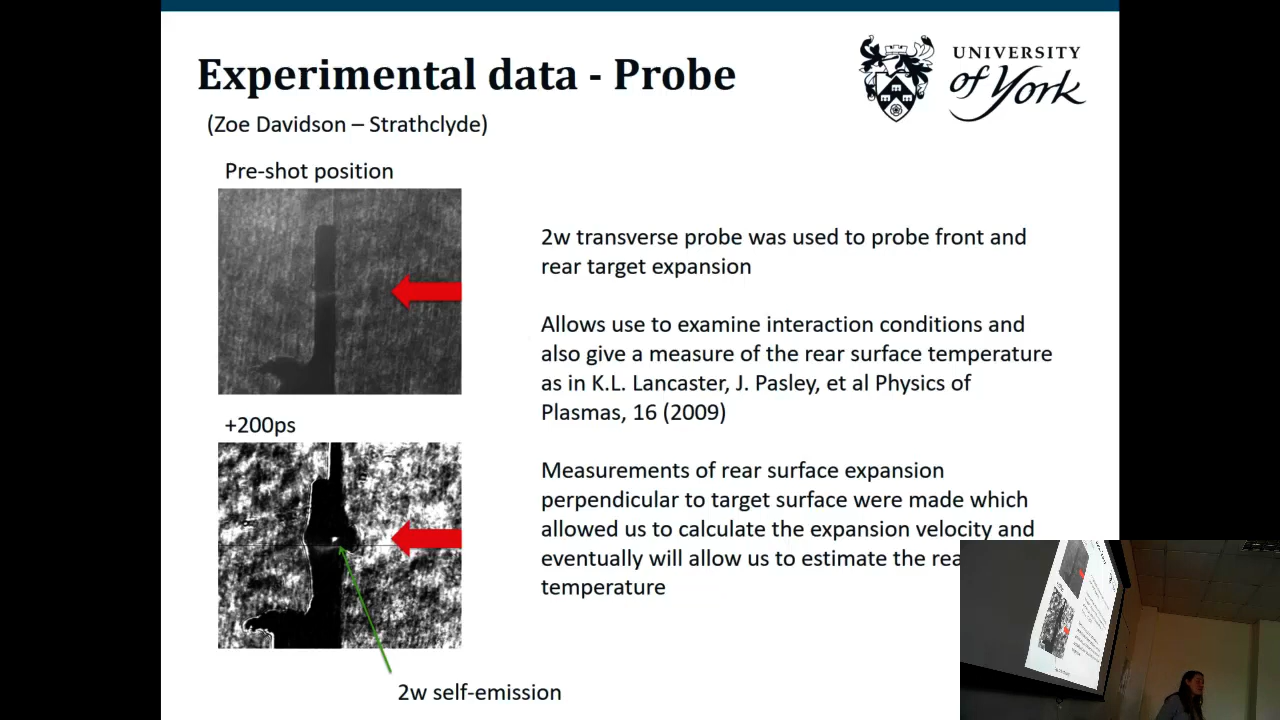 Experimental data - Probe
UNIVERSITY
of York
(Zoe Davidson – Strathclyde)
Pre-shot position
2w transverse probe was used to probe front and
rear target expansion
Allows use to examine interaction conditions and
also give a measure of the rear surface temperature
as in K.L. Lancaster, J. Pasley, et al Physics of
Plasmas, 16 (2009)
+200ps
Measurements of rear surface expansion
perpendicular to target surface were made which
allowed us to calculate the expansion velocity and
eventually will allow us to estimate the
temperature
2w self-emission